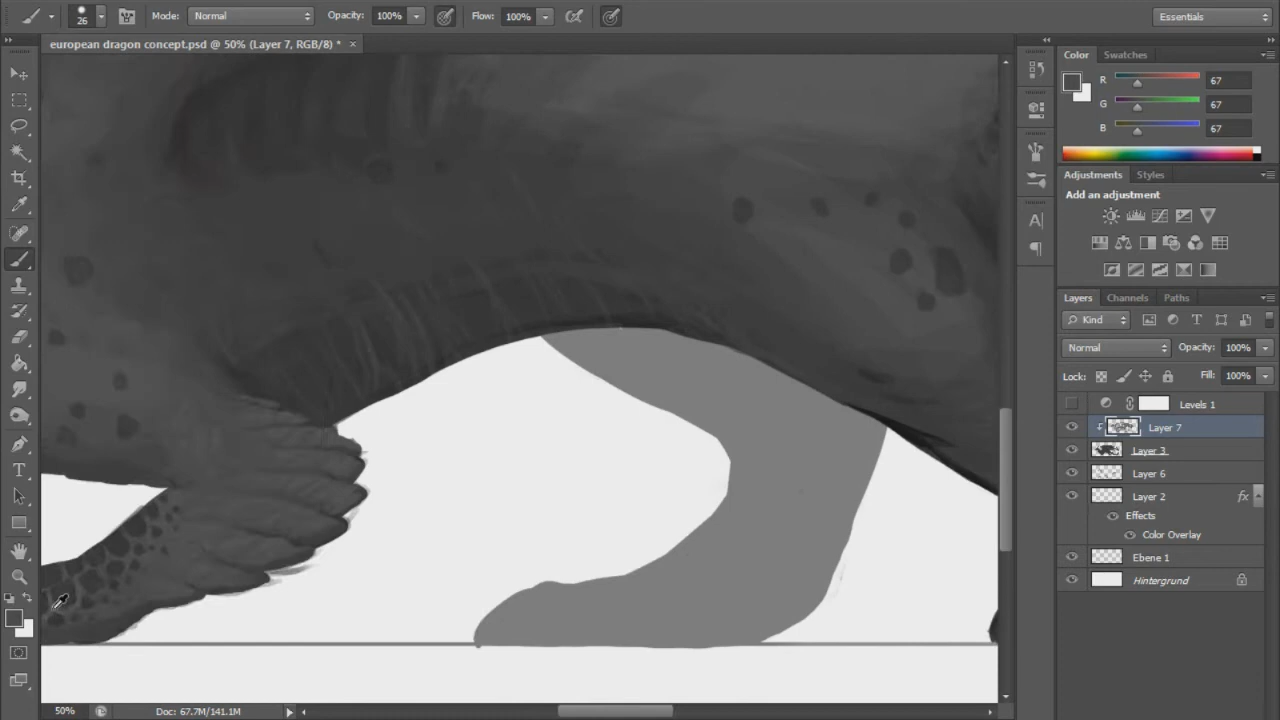 26 Mode: Normal Opacity: 100% Flow: 100% Essentials
european dragon concept.psd @ 50% (Layer 7, RGB/8) * ×
Color Swatches
R 67
G 67
B 67
Adjustments Styles
Add an adjustment
Layers Channels Paths
Kind
Normal Opacity: 100%
Lock: Fill: 100%
Levels 1
Layer 7
Layer 3
Layer 6
Layer 2 fx
Effects
Color Overlay
Ebene 1
Hintergrund
50% Doc: 67.7M/141.1M